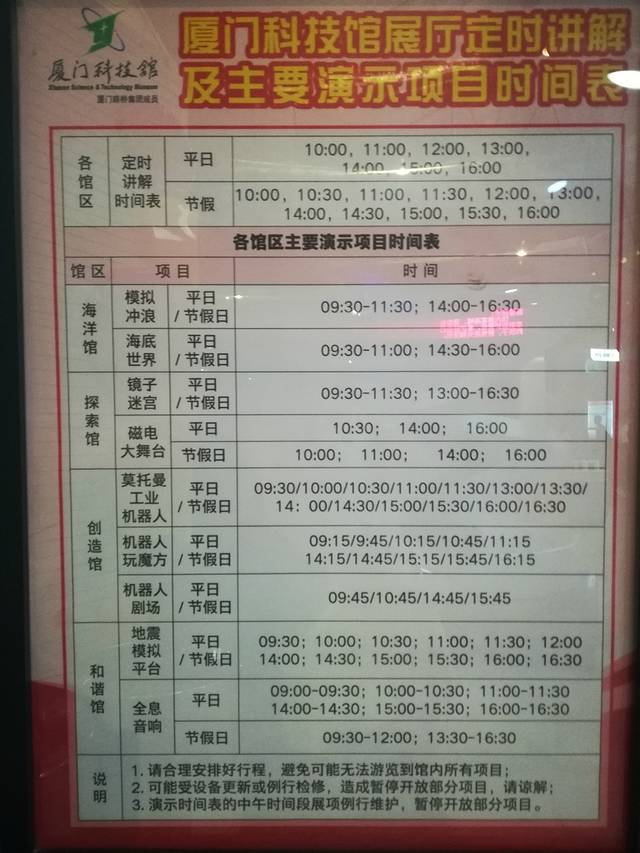 厦门科技馆
Xiamen Science & Technology Museum
厦门路桥集团成员
厦门科技馆展厅定时讲解
及主要演示项目时间表
各馆区 定时讲解时间表 平日 10:00, 11:00, 12:00, 13:00,
14:00, 15:00, 16:00
节假 10:00, 10:30, 11:00, 11:30, 12:00, 13:00,
14:00, 14:30, 15:00, 15:30, 16:00
各馆区主要演示项目时间表
馆区 项目 时间
海洋馆 模拟冲浪 平日/节假日 09:30-11:30; 14:00-16:30
海底世界 平日/节假日 09:30-11:00; 14:30-16:00
探索馆 镜子迷宫 平日/节假日 09:30-11:30; 13:00-16:30
磁电大舞台 平日 10:30; 14:00; 16:00
节假日 10:00; 11:00; 14:00; 16:00
创造馆 莫托曼工业机器人 平日/节假日 09:30/10:00/10:30/11:00/11:30/13:00/13:30/
14:00/14:30/15:00/15:30/16:00/16:30
机器人玩魔方 平日/节假日 09:15/9:45/10:15/10:45/11:15
14:15/14:45/15:15/15:45/16:15
机器人剧场 平日/节假日 09:45/10:45/14:45/15:45
和谐馆 地震模拟平台 平日/节假日 09:30; 10:00; 10:30; 11:00; 11:30; 12:00
14:00; 14:30; 15:00; 15:30; 16:00; 16:30
全息音响 平日 09:00-09:30; 10:00-10:30; 11:00-11:30
14:00-14:30; 15:00-15:30; 16:00-16:30
节假日 09:30-12:00; 13:30-16:30
说明 1. 请合理安排好行程，避免可能无法游览到馆内所有项目；
2. 可能受设备更新或例行检修，造成暂停开放部分项目，请谅解；
3. 演示时间表的中午时间段展项例行维护，暂停开放部分项目。